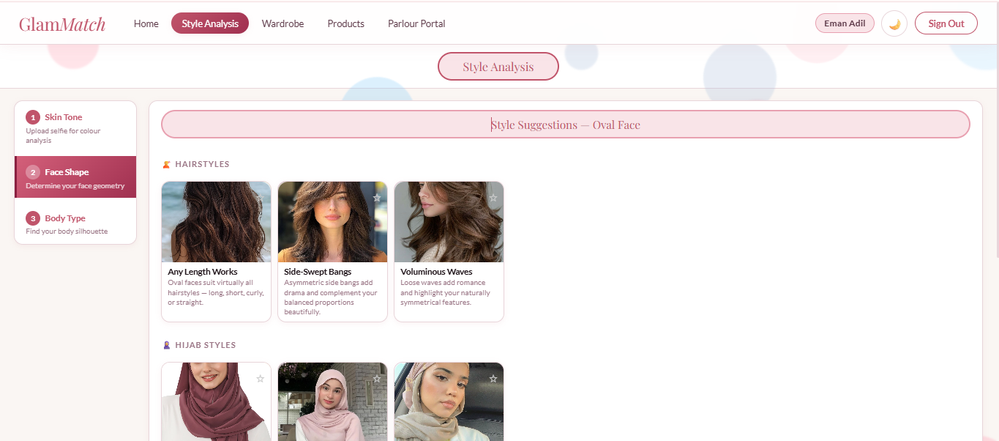 GlamMatch
Home
Style Analysis
Wardrobe
Products
Parlour Portal
Eman Adil
Sign Out
Style Analysis
1 Skin Tone
Upload selfie for colour
analysis
2 Face Shape
Determine your face geometry
3 Body Type
Find your body silhouette
Style Suggestions — Oval Face
HAIRSTYLES
Any Length Works
Oval faces suit virtually all
hairstyles — long, short, curly,
or straight.
Side-Swept Bangs
Asymmetric side bangs add
drama and complement your
balanced proportions
beautifully.
Voluminous Waves
Loose waves add romance
and highlight your naturally
symmetrical features.
HIJAB STYLES